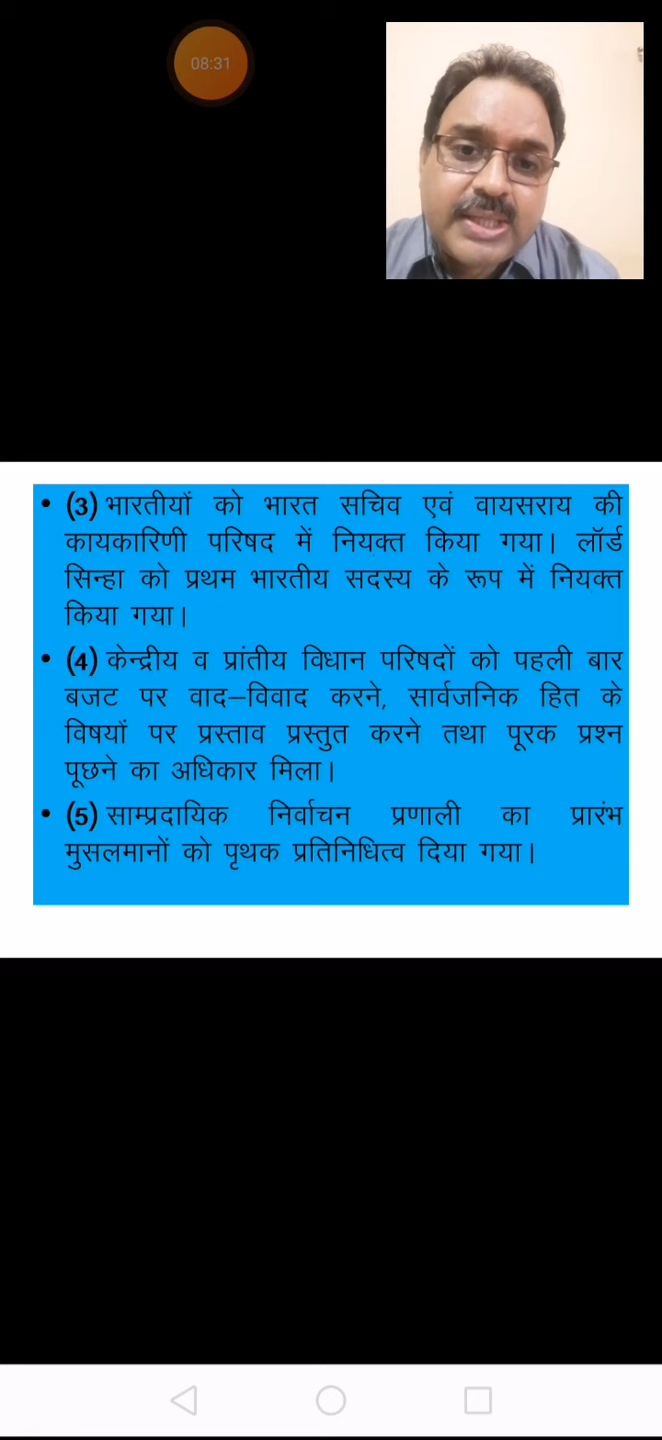 08:31
• (3) भारतीयों को भारत सचिव एवं वायसराय की
कायकारिणी परिषद में नियक्त किया गया। लॉर्ड
सिन्हा को प्रथम भारतीय सदस्य के रूप में नियक्त
किया गया।
• (4) केन्द्रीय व प्रांतीय विधान परिषदों को पहली बार
बजट पर वाद–विवाद करने, सार्वजनिक हित के
विषयों पर प्रस्ताव प्रस्तुत करने तथा पूरक प्रश्न
पूछने का अधिकार मिला।
• (5) साम्प्रदायिक निर्वाचन प्रणाली का प्रारंभ
मुसलमानों को पृथक प्रतिनिधित्व दिया गया।